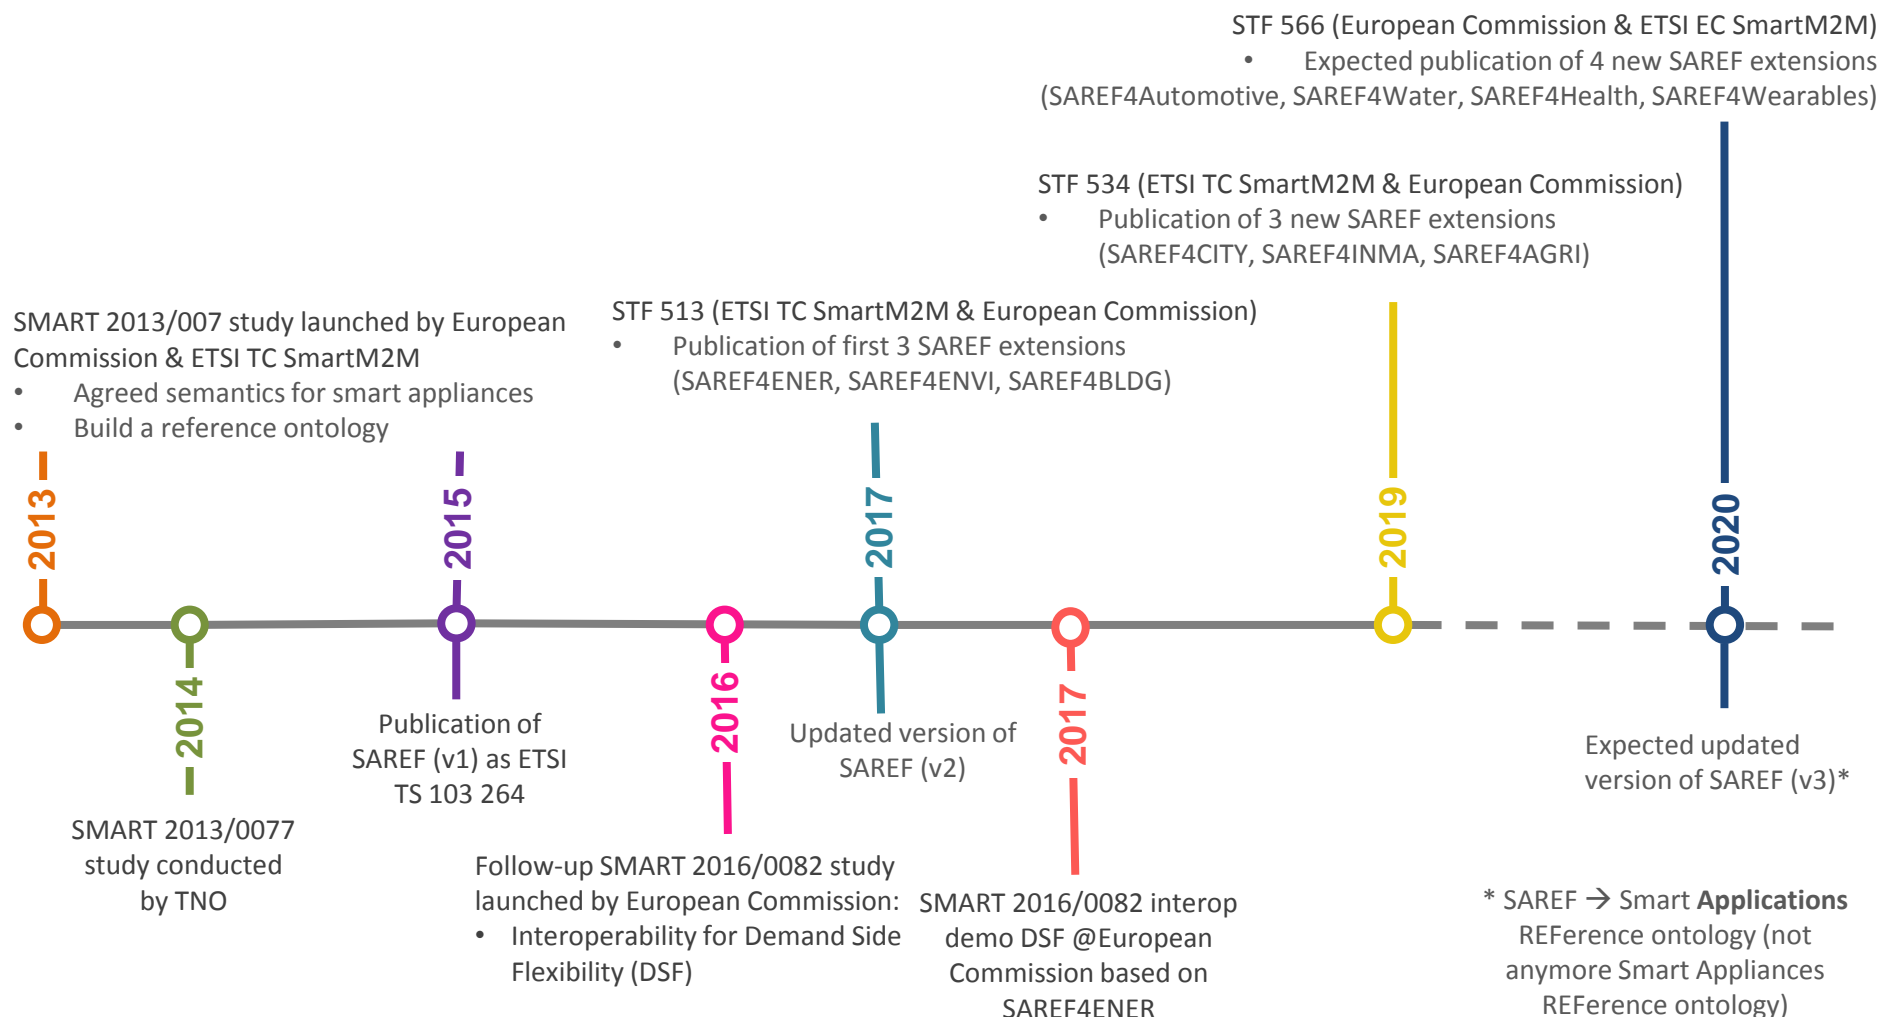 STF 566 (European Commission & ETSI EC SmartM2M)
• Expected publication of 4 new SAREF extensions
(SAREF4Automotive, SAREF4Water, SAREF4Health, SAREF4Wearables)
STF 534 (ETSI TC SmartM2M & European Commission)
• Publication of 3 new SAREF extensions
(SAREF4CITY, SAREF4INMA, SAREF4AGRI)
SMART 2013/007 study launched by European
Commission & ETSI TC SmartM2M
• Agreed semantics for smart appliances
• Build a reference ontology
STF 513 (ETSI TC SmartM2M & European Commission)
• Publication of first 3 SAREF extensions
(SAREF4ENER, SAREF4ENVI, SAREF4BLDG)
2013
2015
2017
2019
2020
2014
2016
2017
SMART 2013/0077
study conducted
by TNO
Publication of
SAREF (v1) as ETSI
TS 103 264
Follow-up SMART 2016/0082 study
launched by European Commission:
• Interoperability for Demand Side
Flexibility (DSF)
Updated version of
SAREF (v2)
SMART 2016/0082 interop
demo DSF @European
Commission based on
SAREF4ENER
Expected updated
version of SAREF (v3)*
* SAREF → Smart Applications
REFerence ontology (not
anymore Smart Appliances
REFerence ontology)